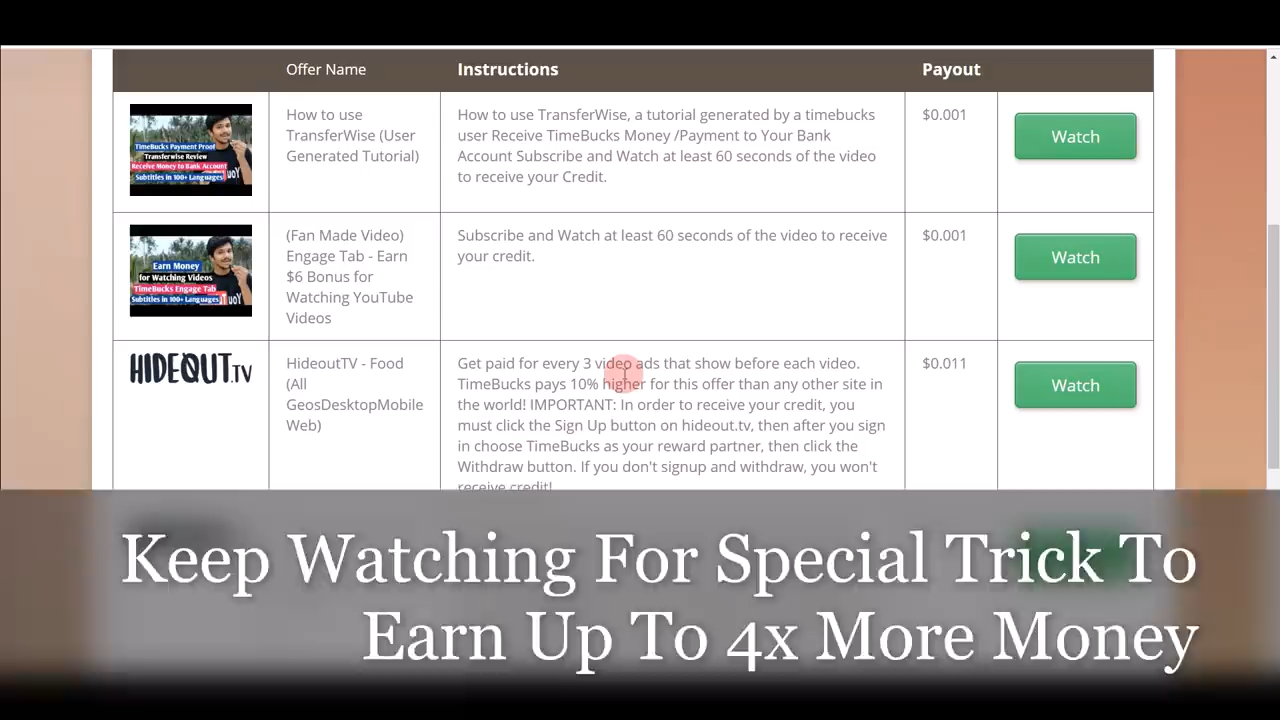 Offer Name
Instructions
Payout
TimeBucks Payment Proof
Transferwise Review
Receive Money to Bank Account
Subtitles in 100+ Languages
How to use
TransferWise (User
Generated Tutorial)
How to use TransferWise, a tutorial generated by a timebucks
user Receive TimeBucks Money /Payment to Your Bank
Account Subscribe and Watch at least 60 seconds of the video
to receive your Credit.
$0.001
Watch
Earn Money
for Watching Videos
TimeBucks Engage Tab
Subtitles in 100+ Languages
(Fan Made Video)
Engage Tab - Earn
$6 Bonus for
Watching YouTube
Videos
Subscribe and Watch at least 60 seconds of the video to receive
your credit.
$0.001
Watch
HIDEOUT.TV
HideoutTV - Food
(All
GeosDesktopMobile
Web)
Get paid for every 3 video ads that show before each video.
TimeBucks pays 10% higher for this offer than any other site in
the world! IMPORTANT: In order to receive your credit, you
must click the Sign Up button on hideout.tv, then after you sign
in choose TimeBucks as your reward partner, then click the
Withdraw button. If you don't signup and withdraw, you won't
receive credit!
$0.011
Watch
Keep Watching For Special Trick To
Earn Up To 4x More Money